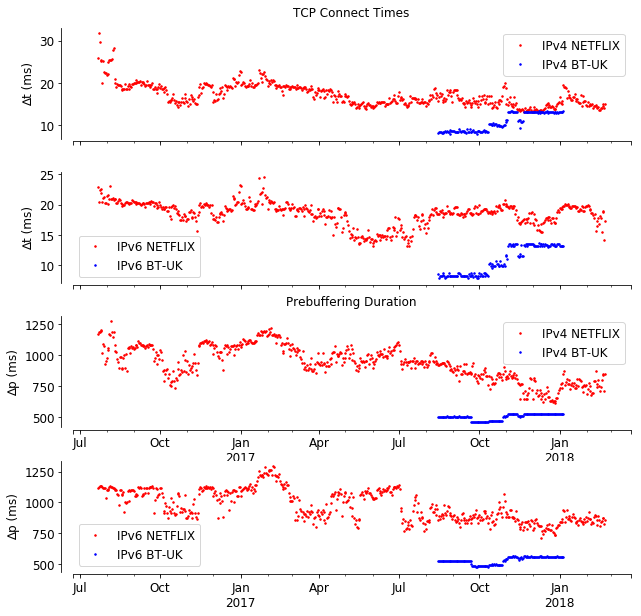 TCP Connect Times
30
20
10
Δt (ms)
IPv4 NETFLIX
IPv4 BT-UK
25
20
15
10
Δt (ms)
IPv6 NETFLIX
IPv6 BT-UK
Prebuffering Duration
1250
1000
750
500
Δp (ms)
IPv4 NETFLIX
IPv4 BT-UK
Jul Oct Jan Apr Jul Oct Jan
2017 2018
1250
1000
750
500
Δp (ms)
IPv6 NETFLIX
IPv6 BT-UK
Jul Oct Jan Apr Jul Oct Jan
2017 2018